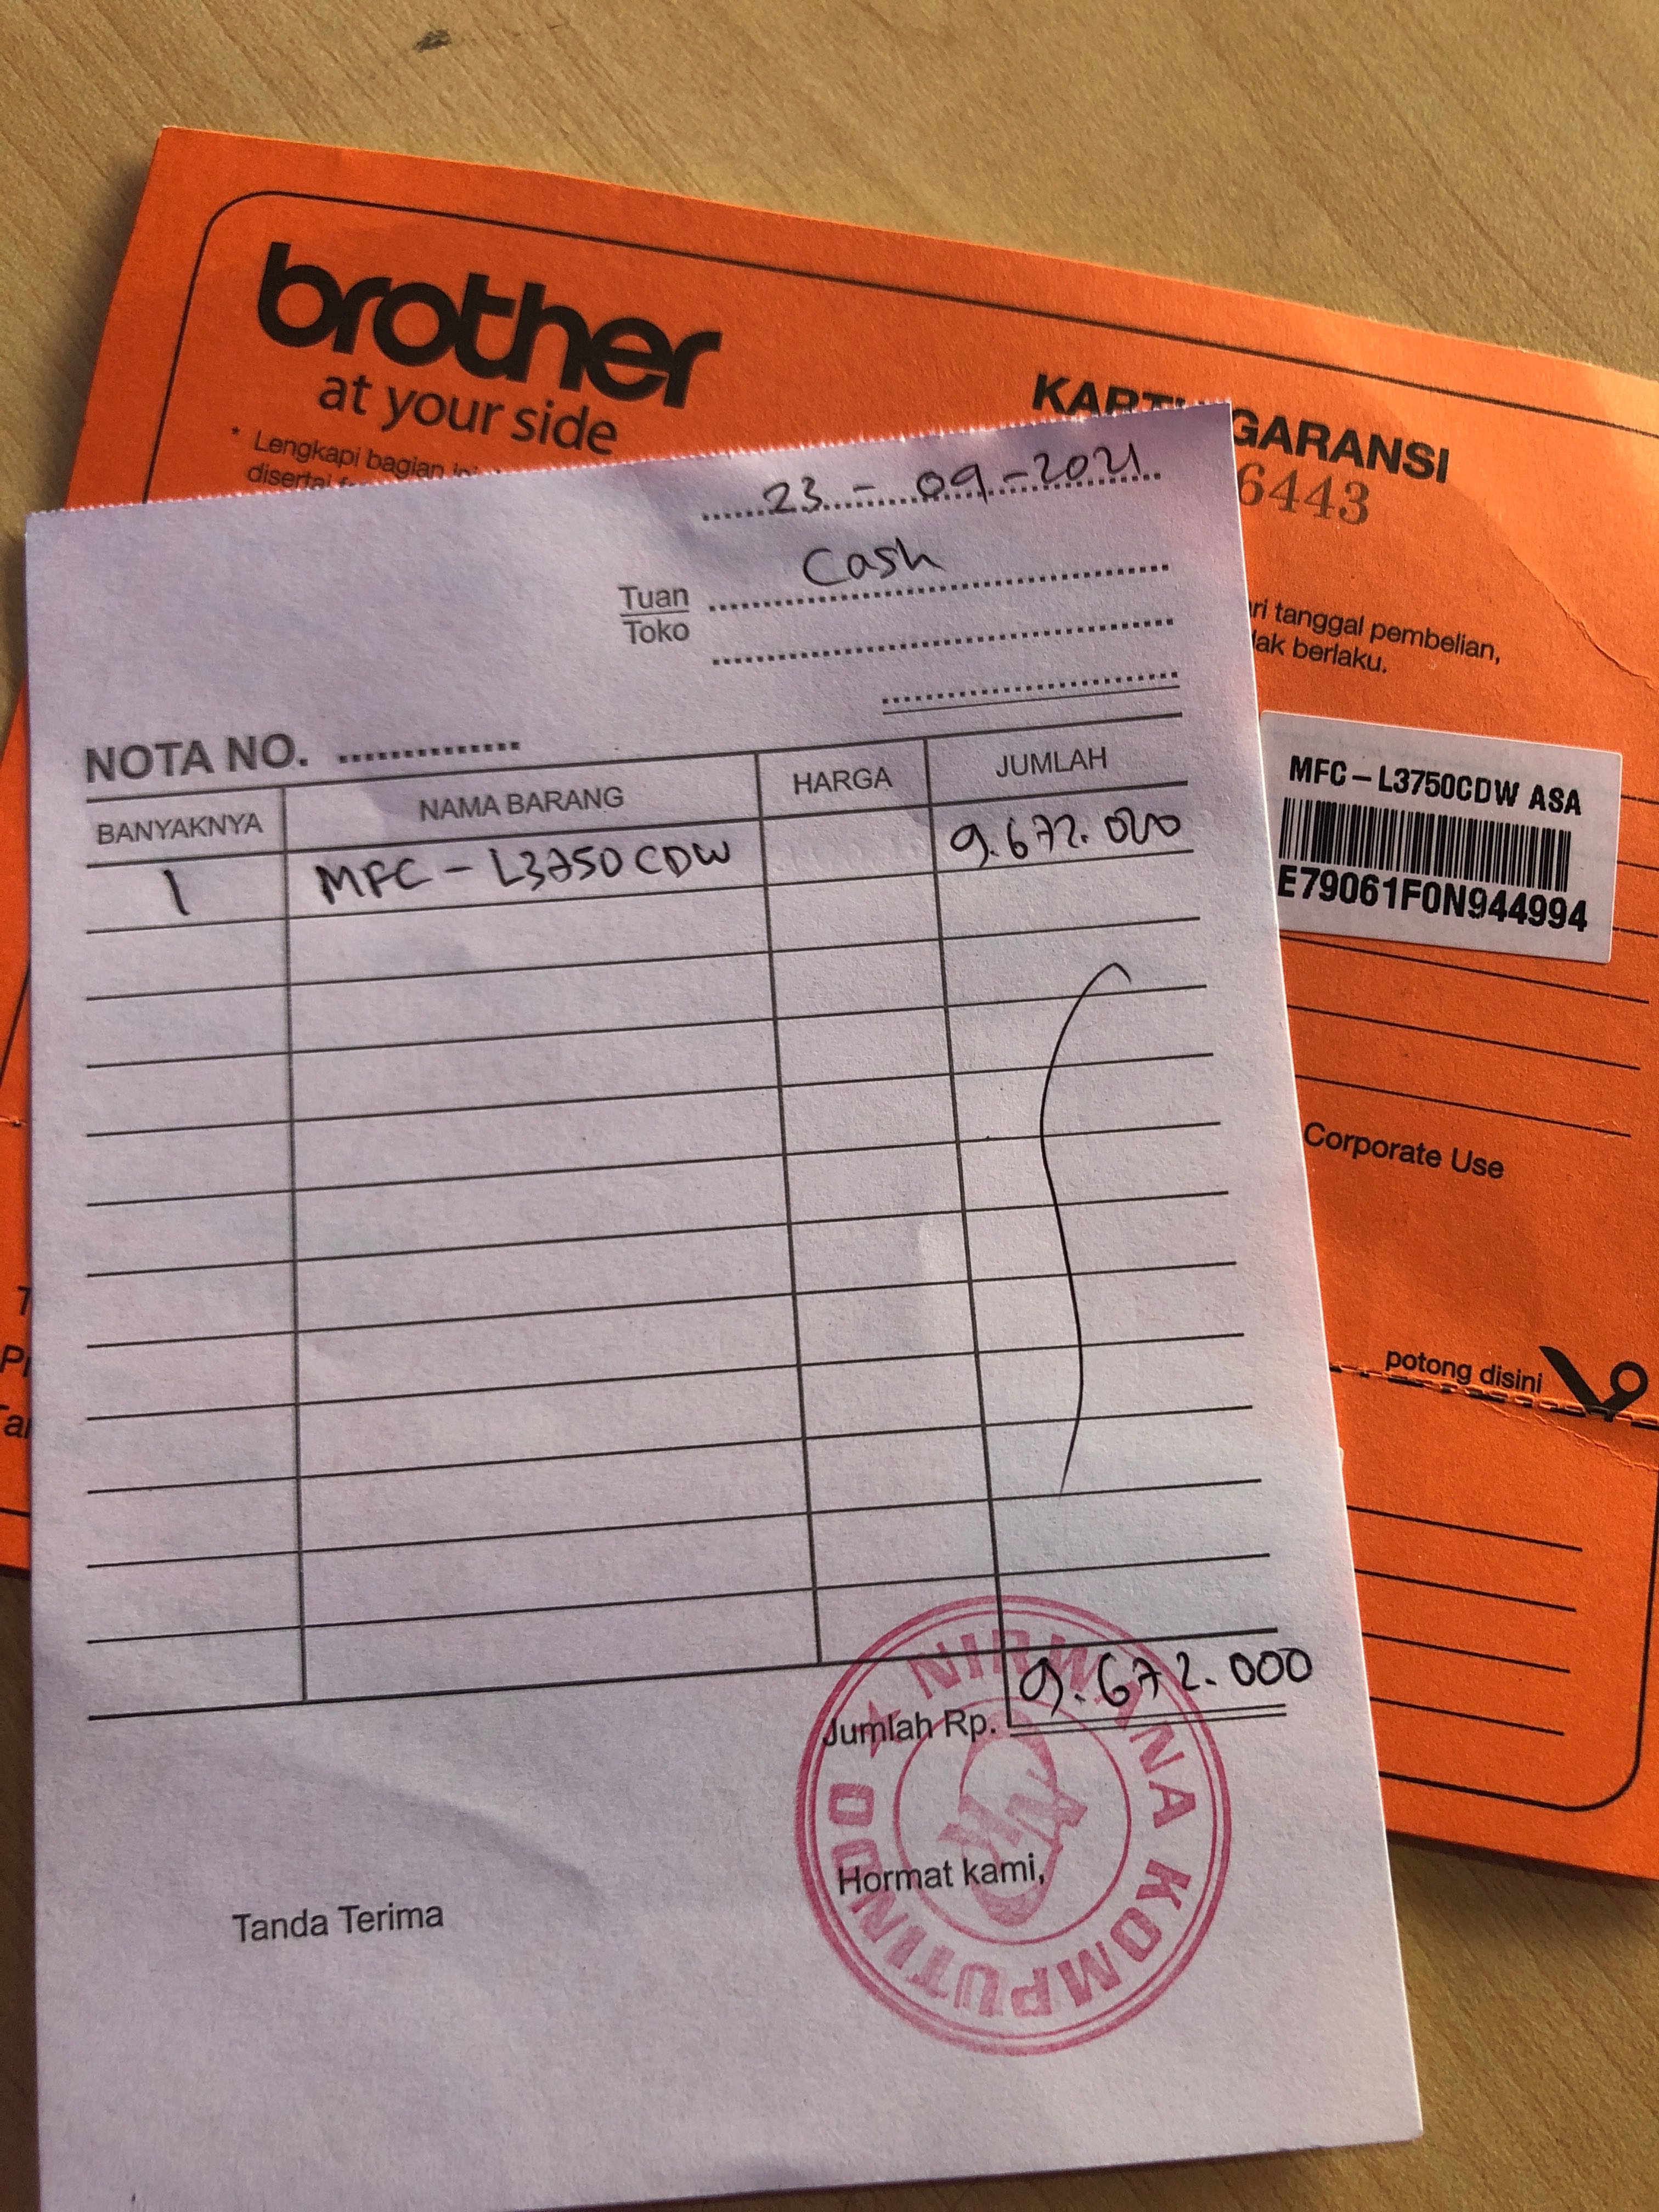 brother
at your side
* Lengkapi bagian ini
disertai
KARTU GARANSI
6443
ri tanggal pembelian,
dak berlaku.
MFC-L3750CDW ASA
E79061F0N944994
Corporate Use
potong disini
23-09-2021
Cash
Tuan
Toko
NOTA NO. ...............
BANYAKNYA NAMA BARANG HARGA JUMLAH
1 MFC-L3750CDW 9.672.000
Jumlah Rp. 9.672.000
Tanda Terima
Hormat kami,
NIRWANA KOMPUTINDO